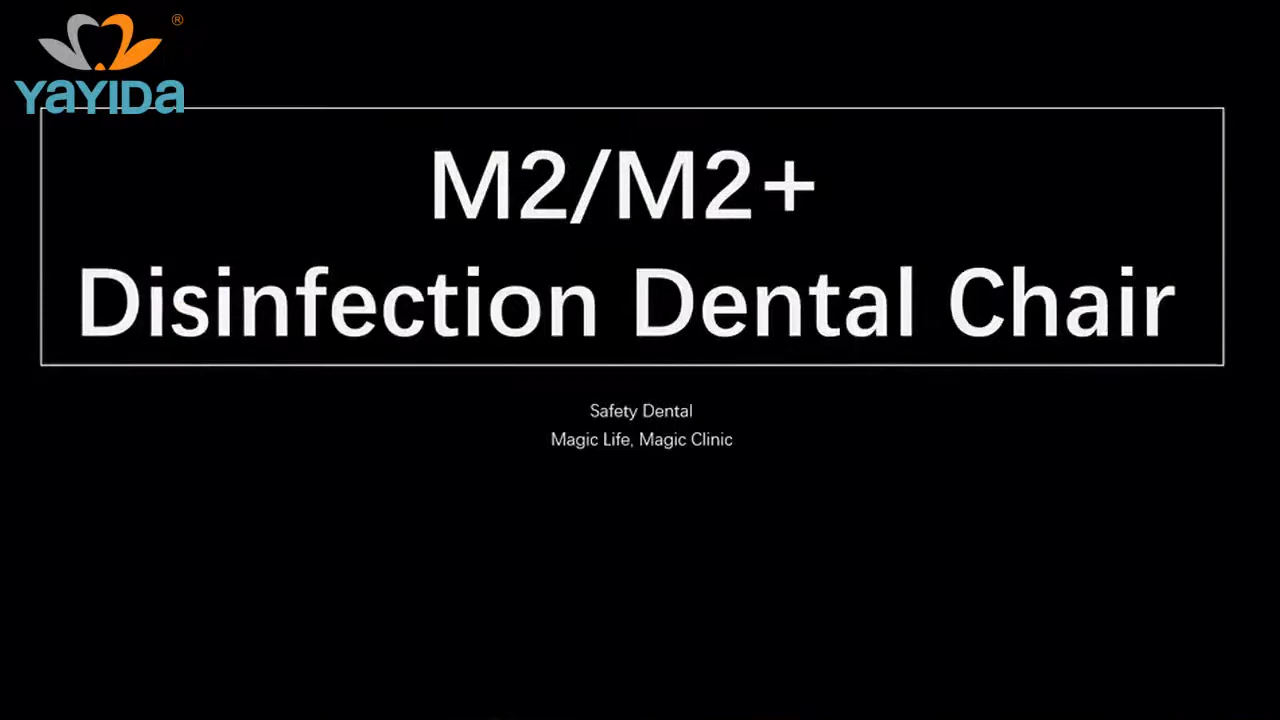 ®
YAYIDA
M2/M2+
Disinfection Dental Chair
Safety Dental
Magic Life, Magic Clinic